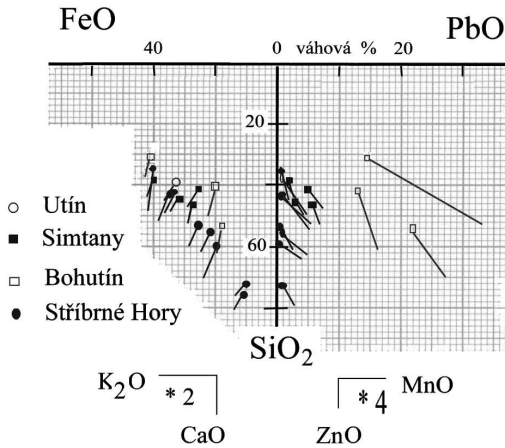 FeO PbO
40 0 váhová % 20
20
60
Utín
Simtany
Bohutín
Stříbrné Hory
SiO₂
K₂O * 2 * 4 MnO
CaO ZnO